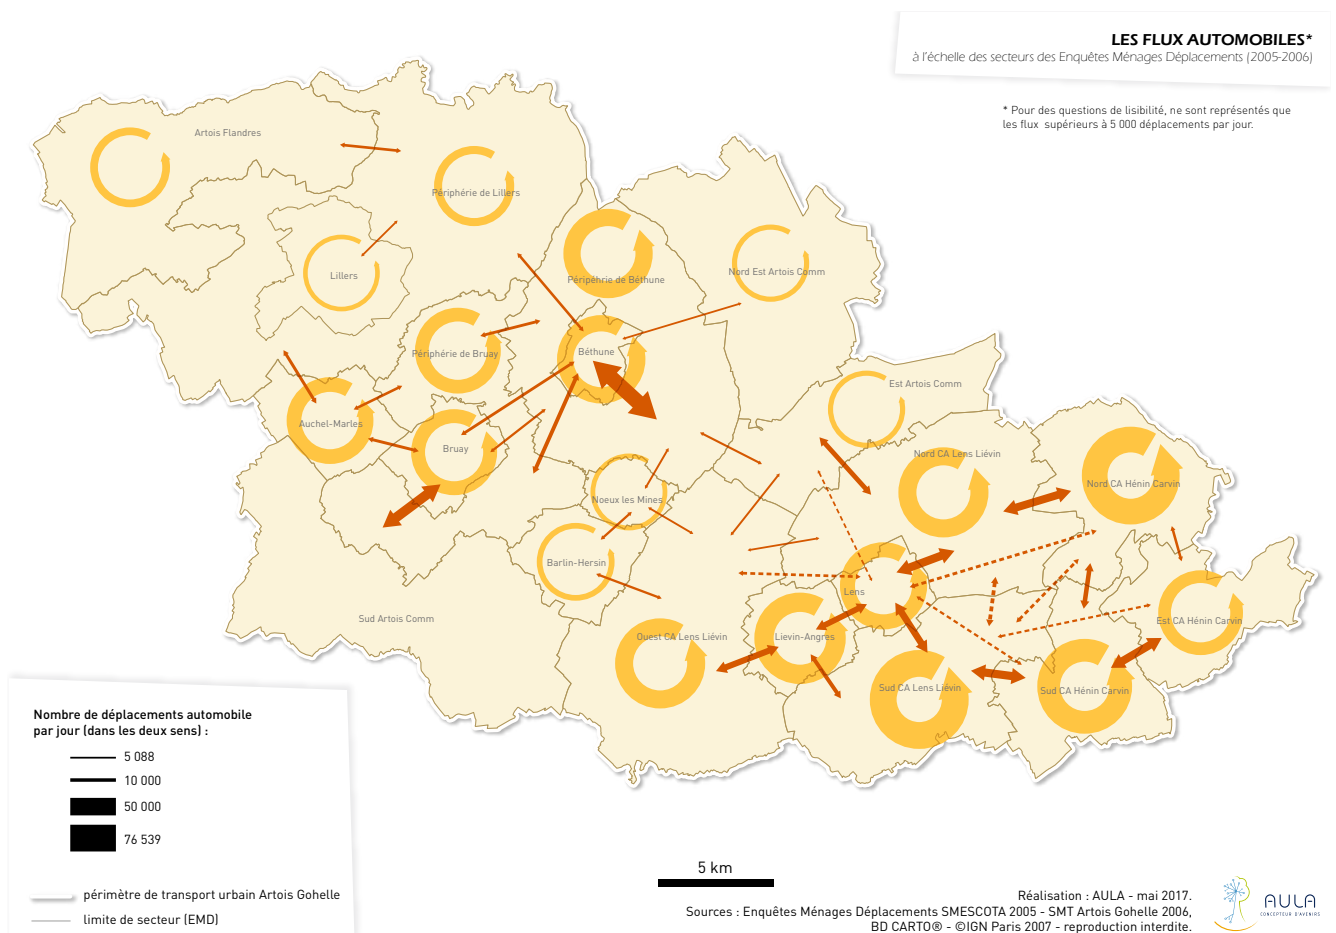 LES FLUX AUTOMOBILES*
à l'échelle des secteurs des Enquêtes Ménages Déplacements (2005-2006)
* Pour des questions de lisibilité, ne sont représentés que
les flux supérieurs à 5 000 déplacements par jour.
Artois Flandres
Périphérie de Lillers
Lillers
Péripéhrie de Béthune
Nord Est Artois Comm
Périphérie de Bruay
Béthune
Est Artois Comm
Auchel-Marles
Bruay
Nord CA Lens Liévin
Nord CA Hénin Carvin
Noeux les Mines
Barlin-Hersin
Lens
Sud Artois Comm
Ouest CA Lens Liévin
Lievin-Angres
Est CA Hénin Carvin
Sud CA Lens Liévin
Sud CA Hénin Carvin
Nombre de déplacements automobile
par jour (dans les deux sens) :
5 088
10 000
50 000
76 539
périmètre de transport urbain Artois Gohelle
limite de secteur (EMD)
5 km
Réalisation : AULA - mai 2017.
Sources : Enquêtes Ménages Déplacements SMESCOTA 2005 - SMT Artois Gohelle 2006,
BD CARTO® - ©IGN Paris 2007 - reproduction interdite.
AULA
CONCEPTEUR D'AVENIRS